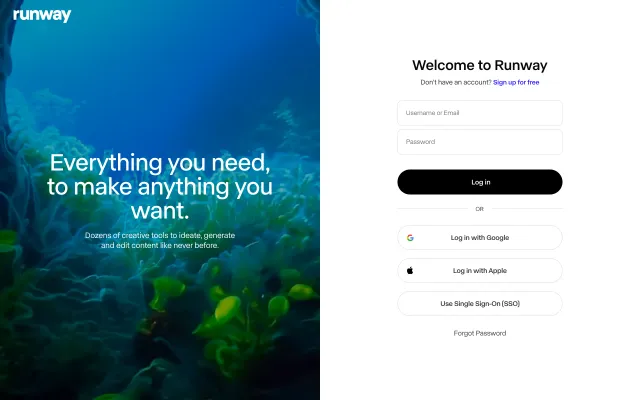 runway
Everything you need,
to make anything you
want.
Dozens of creative tools to ideate, generate
and edit content like never before.
Welcome to Runway
Don't have an account? Sign up for free
Username or Email
Password
Log in
OR
Log in with Google
Log in with Apple
Use Single Sign-On (SSO)
Forgot Password